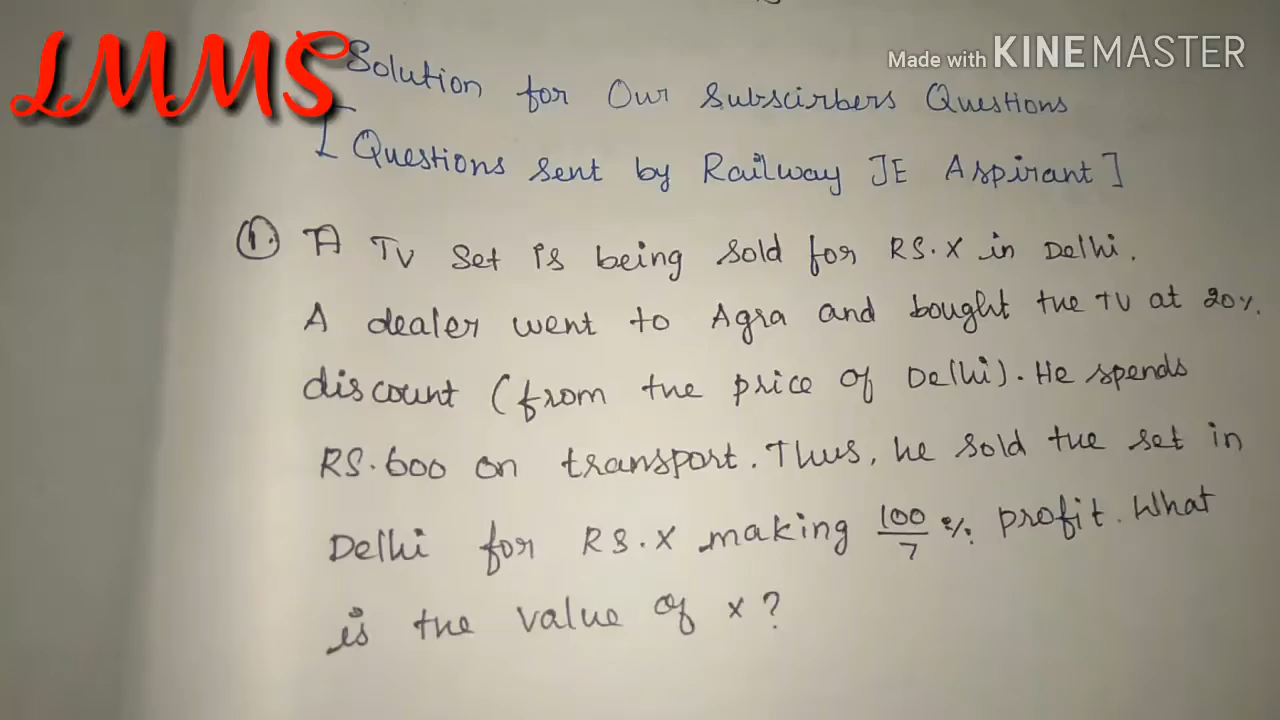 LMMS
Made with KINEMASTER
Solution for Our Subscirbers Questions
[Questions sent by Railway JE Aspirant]
1. A TV set is being sold for RS.X in Delhi.
A dealer went to Agra and bought the TV at 20%
discount (from the price of Delhi). He spends
RS.600 on transport. Thus, he sold the set in
Delhi for RS.X making 100/7 % profit. What
is the value of x?